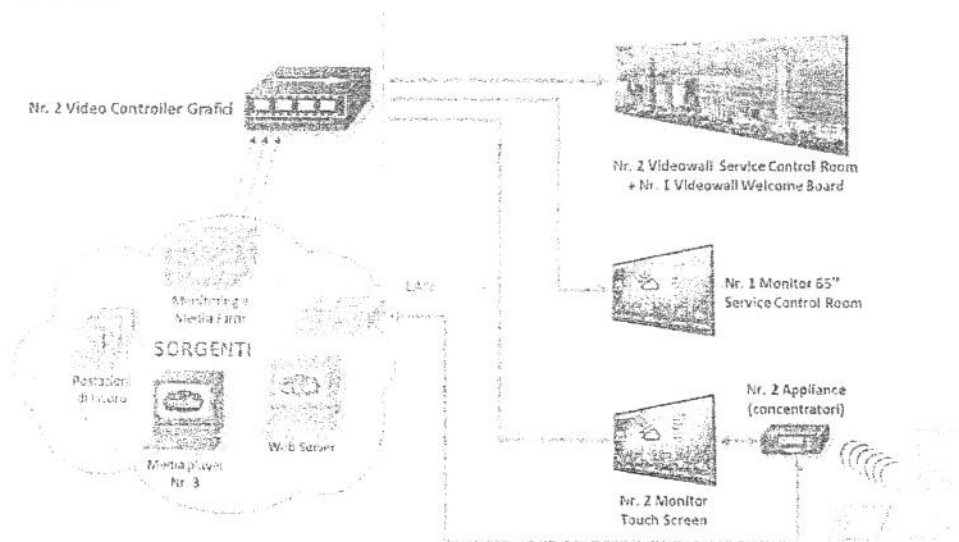 Nr. 2 Video Controller Grafici
Nr. 2 Videowall Service Control Room
+ Nr. 1 Videowall Welcome Board
Nr. 1 Monitor 65"
Service Control Room
LAN
Monitoring e
Media
SORGENTI
Postazioni
di lavoro
Web Server
Media player
Nr. 3
Nr. 2 Appliance
(concentratori)
Nr. 2 Monitor
Touch Screen